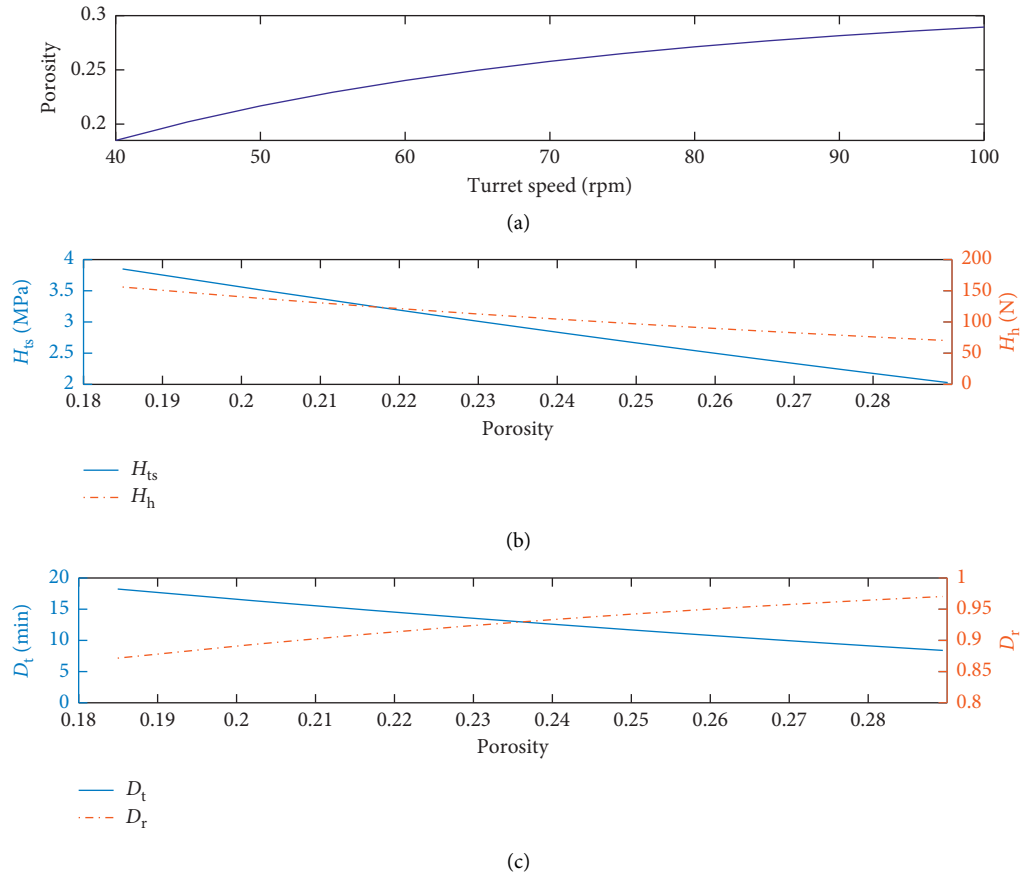 0.3
0.25
0.2
Porosity
40 50 60 70 80 90 100
Turret speed (rpm)
(a)
4
3.5
3
2.5
2
H_ts (MPa)
200
150
100
50
0
H_h (N)
0.18 0.19 0.2 0.21 0.22 0.23 0.24 0.25 0.26 0.27 0.28
Porosity
H_ts
H_h
(b)
20
15
10
5
0
D_t (min)
1
0.95
0.9
0.85
0.8
D_r
0.18 0.19 0.2 0.21 0.22 0.23 0.24 0.25 0.26 0.27 0.28
Porosity
D_t
D_r
(c)